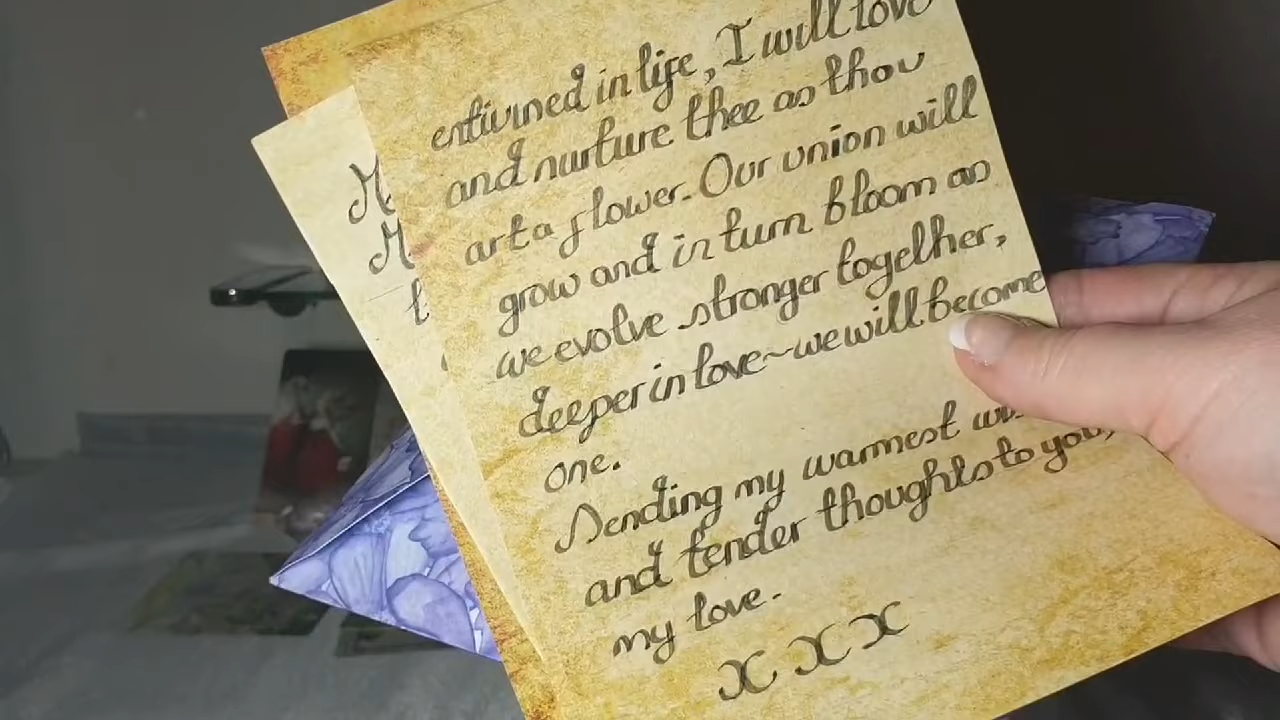 entwined in life, I will love
and nurture thee as thou
art a flower. Our union will
grow and in turn bloom as
we evolve stronger together,
deeper in love~we will become
one.
Sending my warmest
and tender thoughts to you,
my love.
X X X